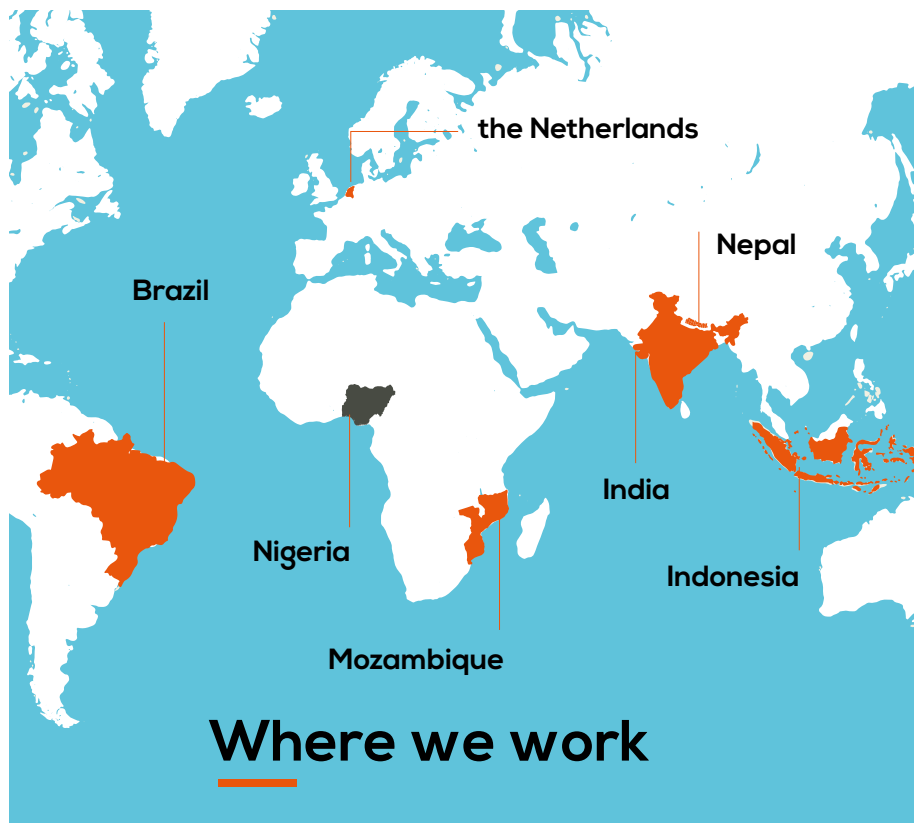 the Netherlands
Nepal
Brazil
India
Nigeria
Indonesia
Mozambique
Where we work